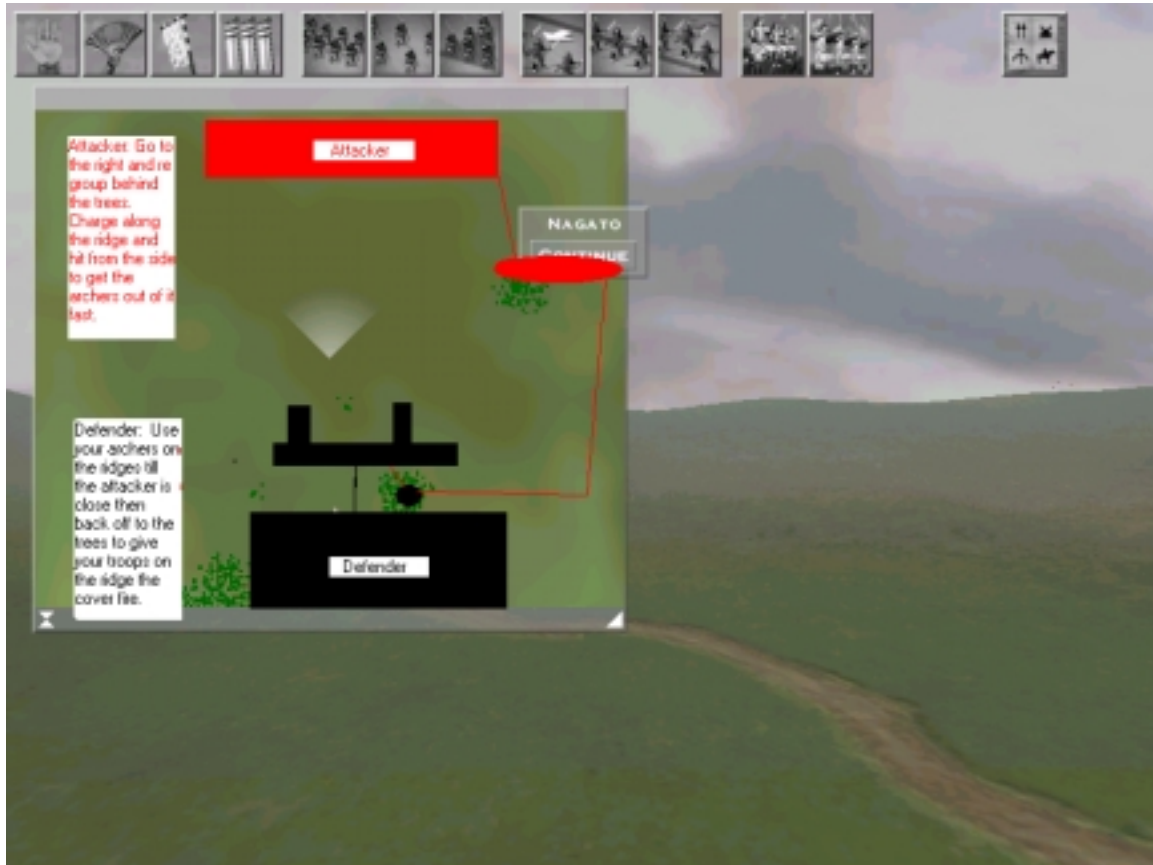 Attacker
Attacker: Go to
the right and re
group behind
the trees.
Charge along
the ridge and
hit from the side
to get the
archers out of it
fast.
NAGATO
CONTINUE
Defender: Use
your archers on
the ridges till
the attacker is
close then
back off to the
trees to give
your troops on
the ridge the
cover fire.
Defender